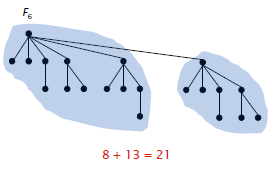 F₆
8 + 13 = 21